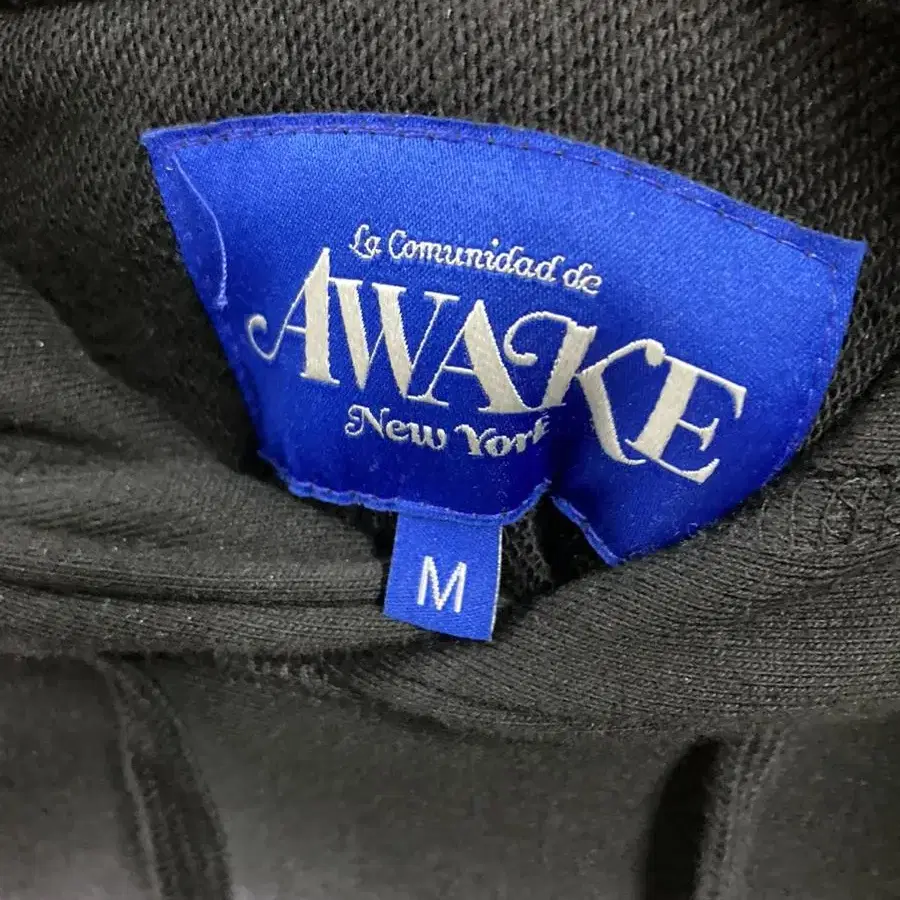 La Comunidad de
AWAKE
New York
M